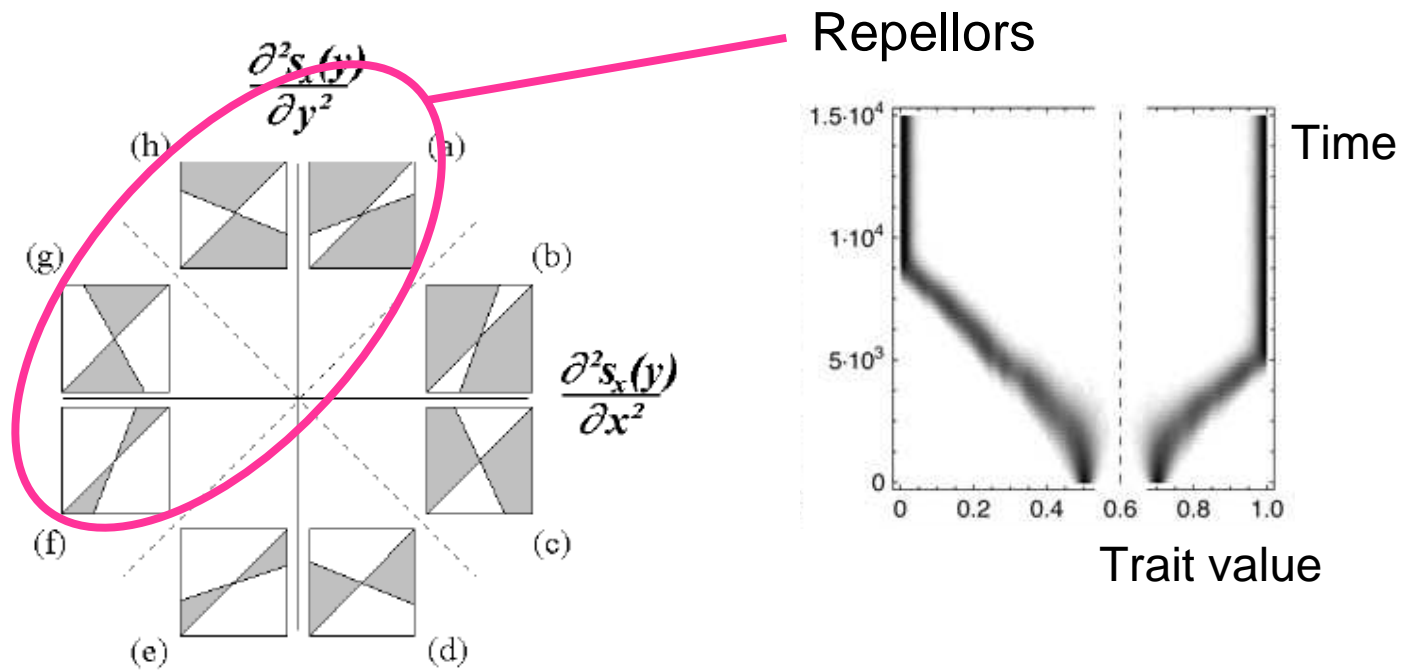 Repellors
∂²sₓ(y)
∂y²
(h)
(a)
(g)
(b)
∂²sₓ(y)
∂x²
(f)
(c)
(e)
(d)
1.5·10⁴
Time
1·10⁴
5·10³
0
0 0.2 0.4 0.6 0.8 1.0
Trait value